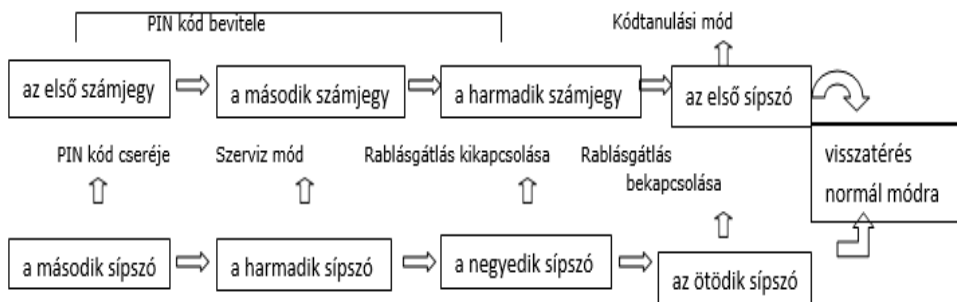 PIN kód bevitele
Kódtanulási mód
az első számjegy
a második számjegy
a harmadik számjegy
az első sípszó
PIN kód cseréje
Szerviz mód
Rablásgátlás kikapcsolása
Rablásgátlás
bekapcsolása
visszatérés
normál módra
a második sípszó
a harmadik sípszó
a negyedik sípszó
az ötödik sípszó